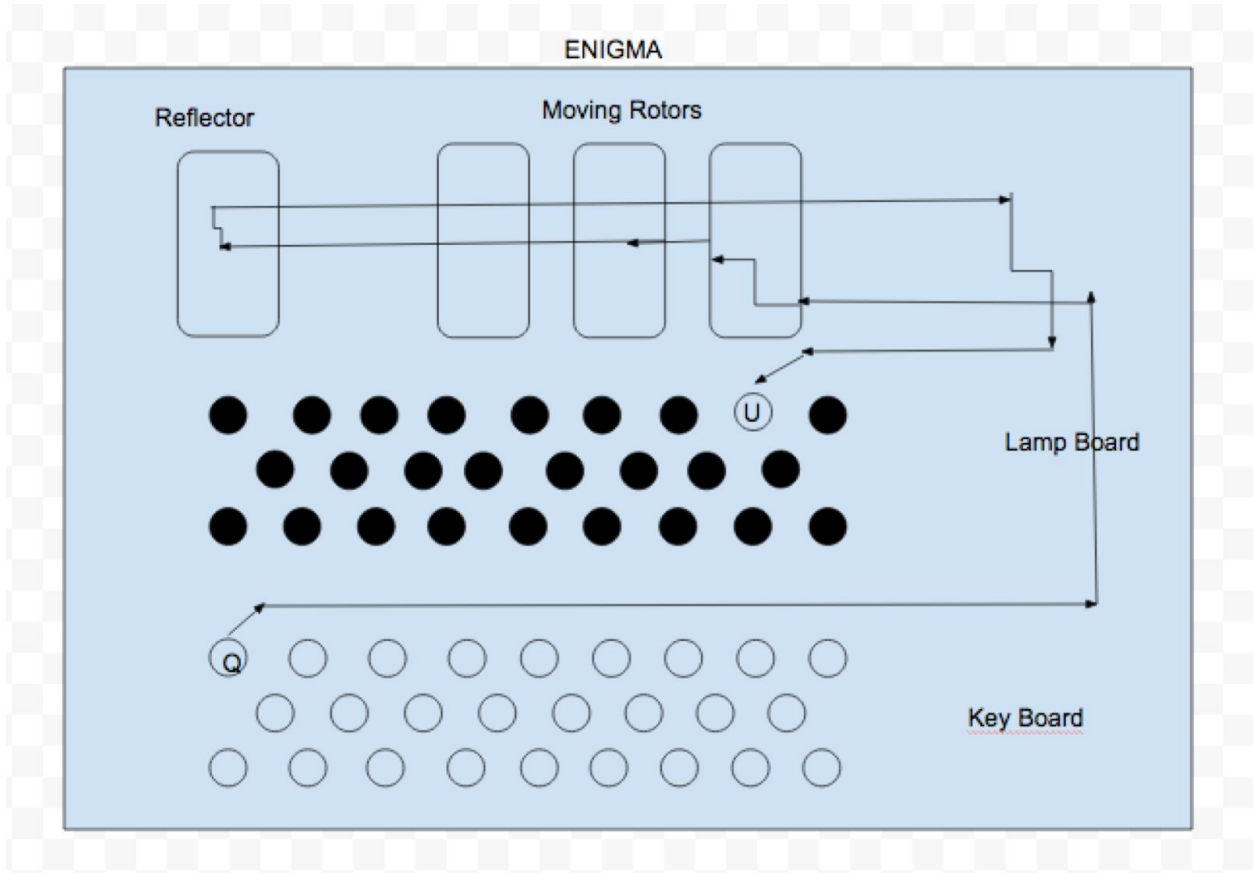 ENIGMA
Reflector
Moving Rotors
U
Lamp Board
Q
Key Board